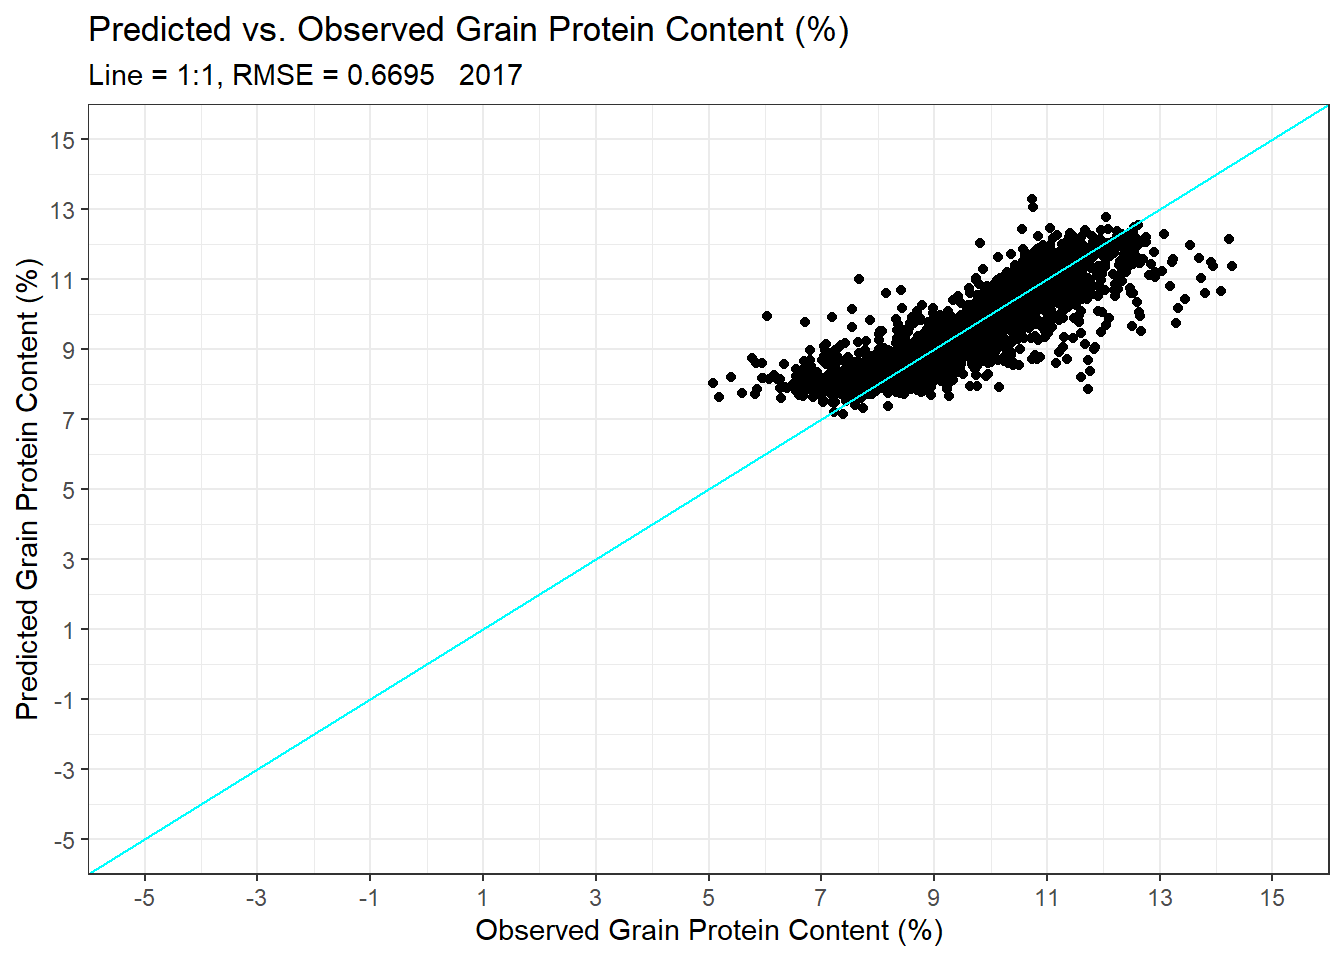 Predicted vs. Observed Grain Protein Content (%)
Line = 1:1, RMSE = 0.6695   2017
Predicted Grain Protein Content (%)
15
13
11
9
7
5
3
1
-1
-3
-5
-5 -3 -1 1 3 5 7 9 11 13 15
Observed Grain Protein Content (%)